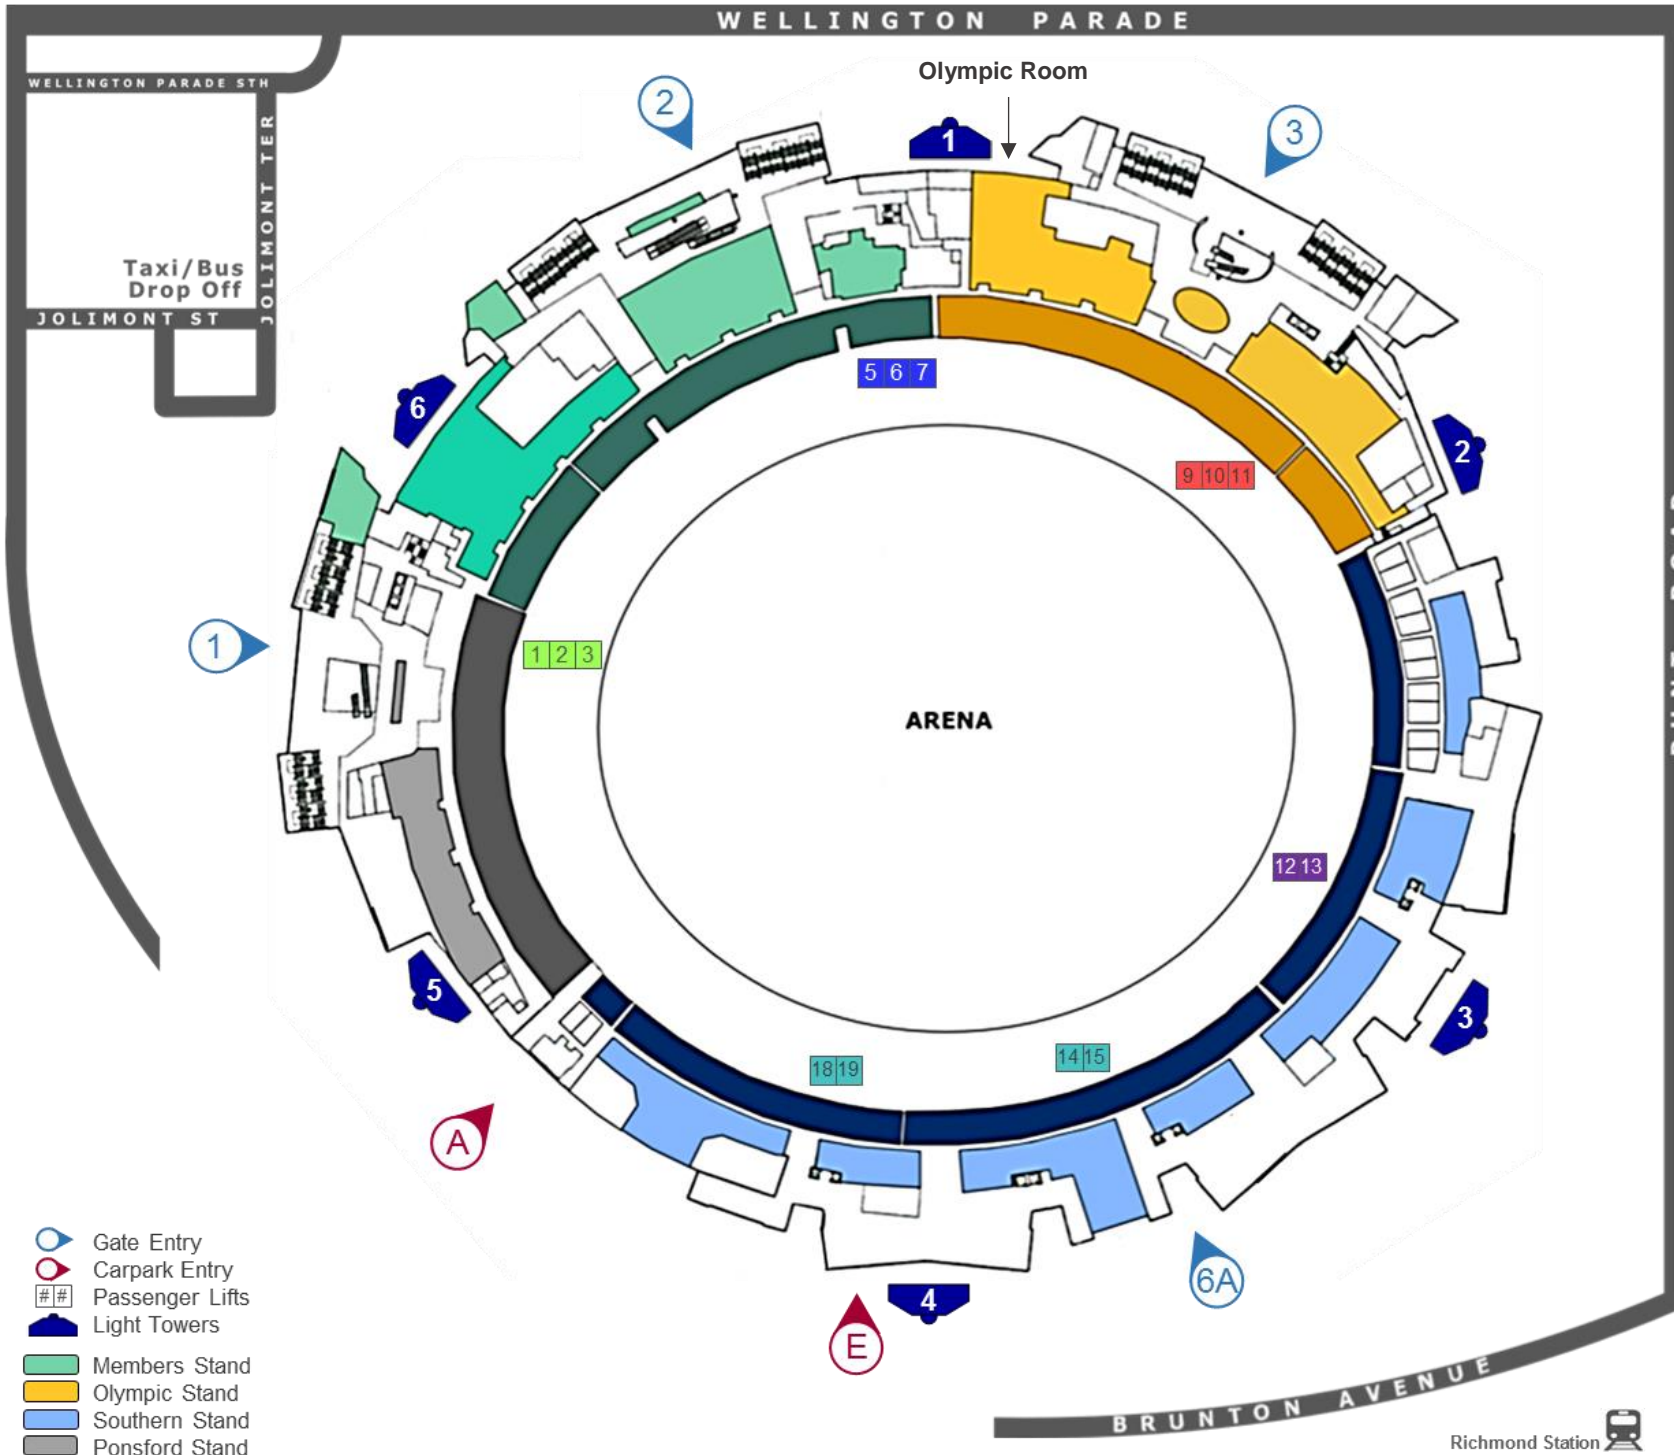 WELLINGTON PARADE
WELLINGTON PARADE STH
JOLIMONT TER
Taxi/Bus
Drop Off
JOLIMONT ST
Olympic Room
2
1
3
6
5 6 7
2
9 10 11
1
1 2 3
ARENA
12 13
5
3
14 15
18 19
A
6A
4
E
Gate Entry
Carpark Entry
## Passenger Lifts
Light Towers
Members Stand
Olympic Stand
Southern Stand
Ponsford Stand
BRUNTON AVENUE
Richmond Station